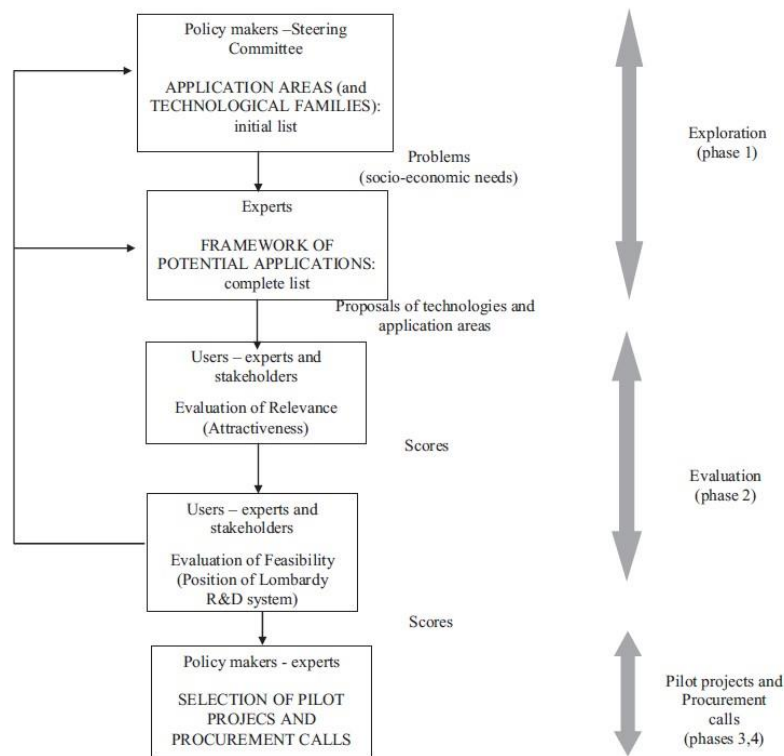 Policy makers –Steering
Committee
APPLICATION AREAS (and
TECHNOLOGICAL FAMILIES):
initial list
Problems
(socio-economic needs)
Exploration
(phase 1)
Experts
FRAMEWORK OF
POTENTIAL APPLICATIONS:
complete list
Proposals of technologies and
application areas
Users – experts and
stakeholders
Evaluation of Relevance
(Attractiveness)
Scores
Evaluation
(phase 2)
Users – experts and
stakeholders
Evaluation of Feasibility
(Position of Lombardy
R&D system)
Scores
Policy makers - experts
SELECTION OF PILOT
PROJECS AND
PROCUREMENT CALLS
Pilot projects and
Procurement
calls
(phases 3,4)